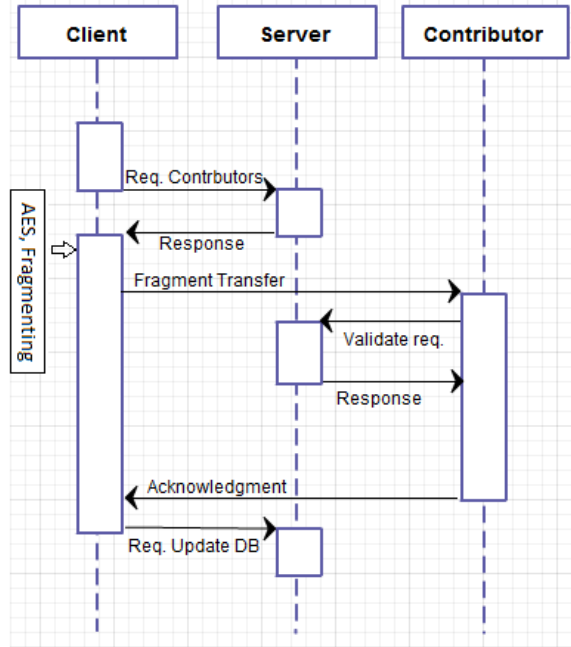 Client
Server
Contributor
Req. Contrbutors
AES, Fragmenting
Response
Fragment Transfer
Validate req.
Response
Acknowledgment
Req. Update DB